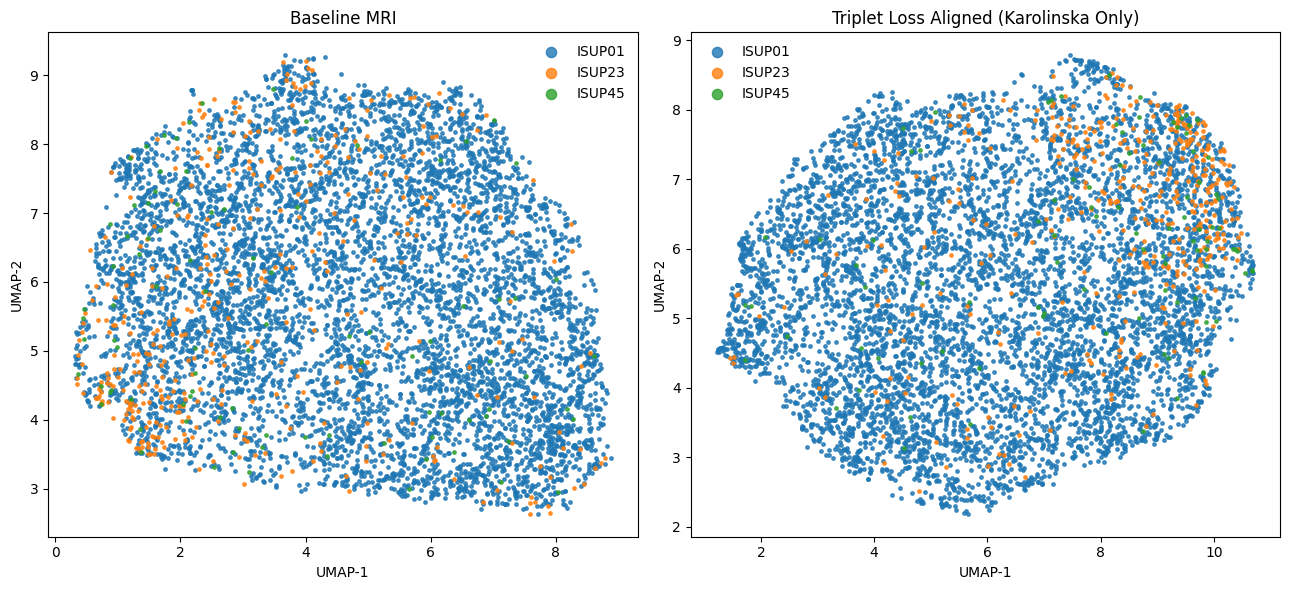 Baseline MRI
ISUP01
ISUP23
ISUP45
9
8
7
6
5
4
3
0
2
4
6
8
UMAP-1
UMAP-2
Triplet Loss Aligned (Karolinska Only)
ISUP01
ISUP23
ISUP45
9
8
7
6
5
4
3
2
2
4
6
8
10
UMAP-1
UMAP-2